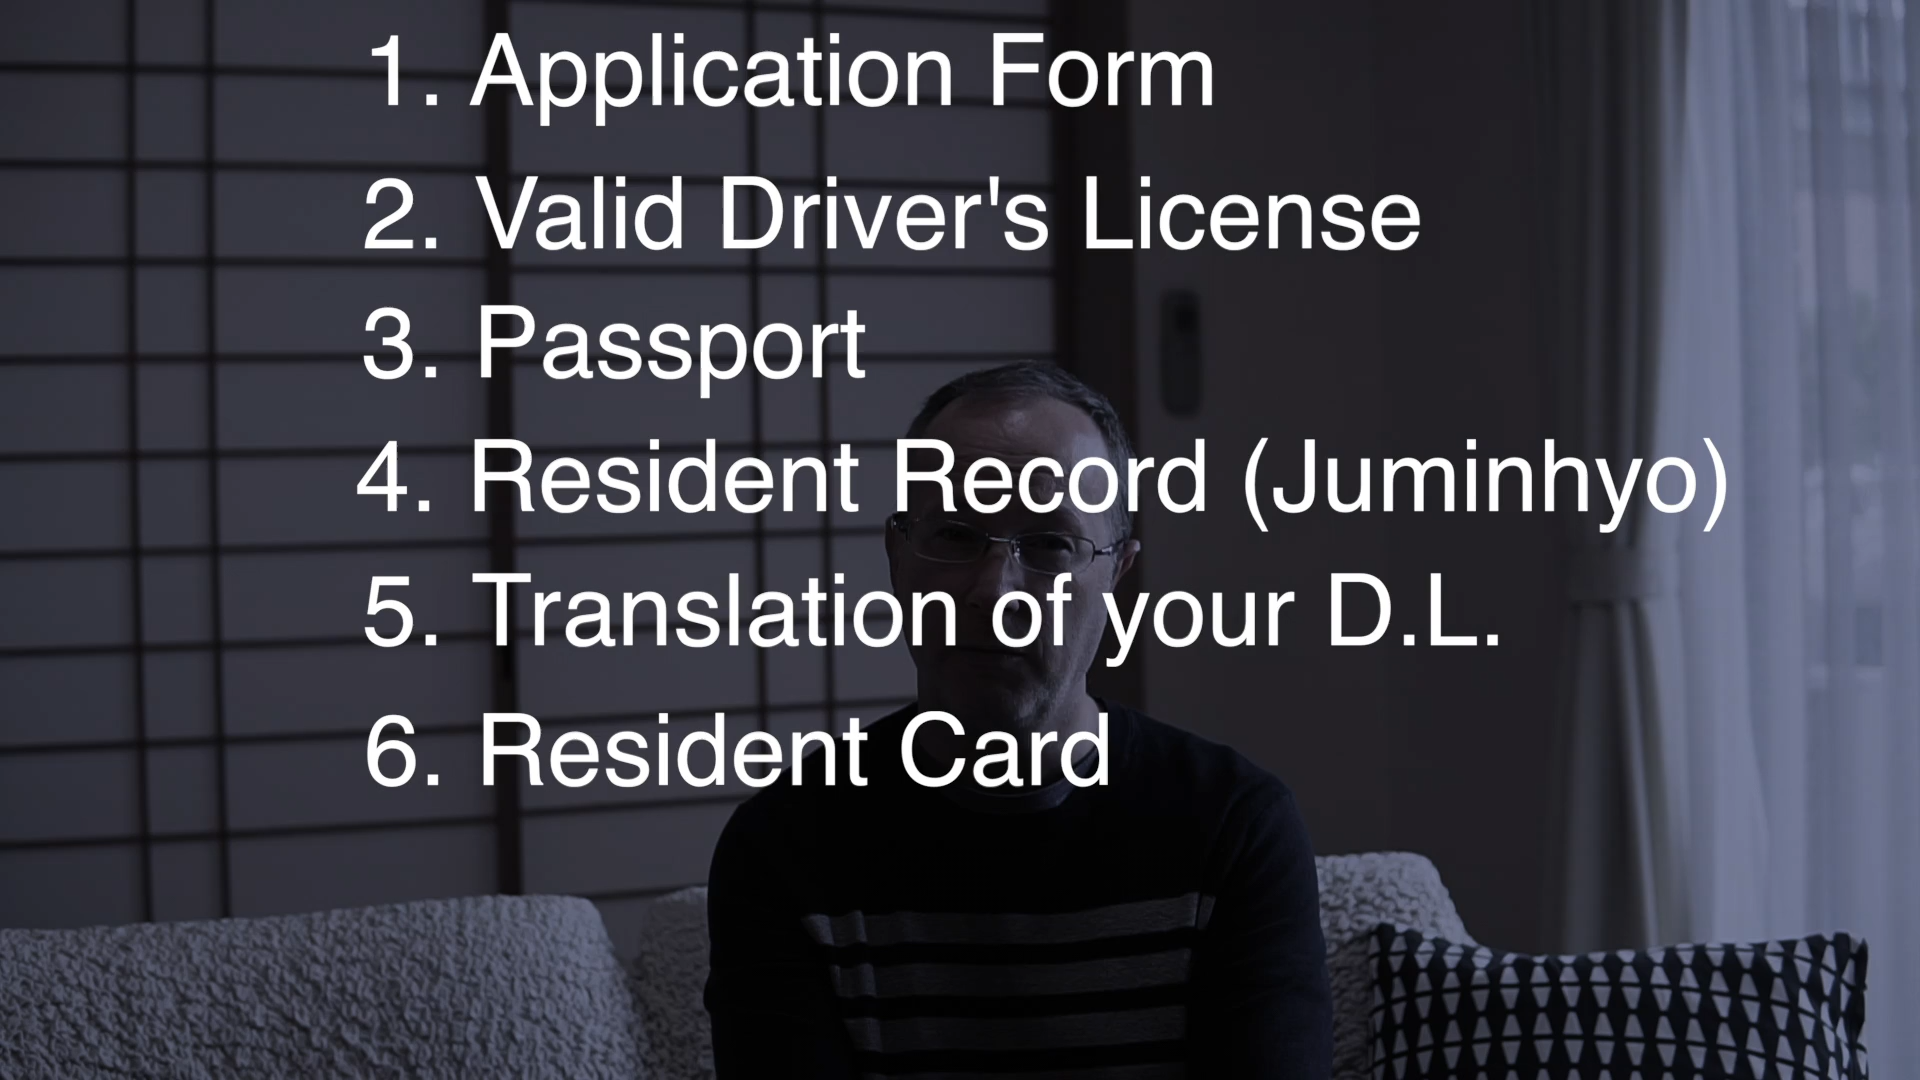 1. Application Form
2. Valid Driver's License
3. Passport
4. Resident Record (Juminhyo)
5. Translation of your D.L.
6. Resident Card